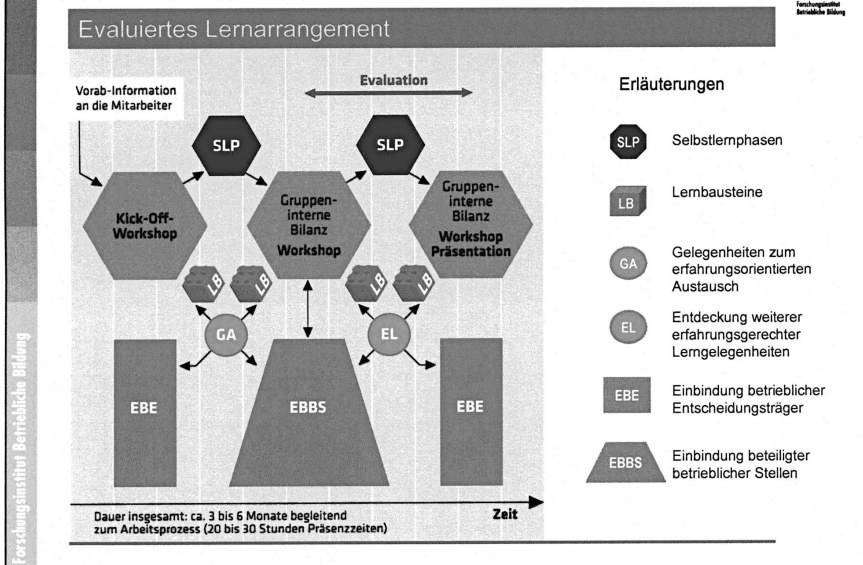 Forschungsinstitut
Betriebliche Bildung
Evaluiertes Lernarrangement
Vorab-Information
an die Mitarbeiter
Evaluation
SLP
SLP
Kick-Off-
Workshop
Gruppen-
interne
Bilanz
Workshop
Gruppen-
interne
Bilanz
Workshop
Präsentation
LB
LB
LB
LB
GA
EL
EBE
EBBS
EBE
Dauer insgesamt: ca. 3 bis 6 Monate begleitend
zum Arbeitsprozess (20 bis 30 Stunden Präsenzzeiten)
Zeit
Erläuterungen
SLP
Selbstlernphasen
LB
Lernbausteine
GA
Gelegenheiten zum
erfahrungsorientierten
Austausch
EL
Entdeckung weiterer
erfahrungsgerechter
Lerngelegenheiten
EBE
Einbindung betrieblicher
Entscheidungsträger
EBBS
Einbindung beteiligter
betrieblicher Stellen
Forschungsinstitut Betriebliche Bildung